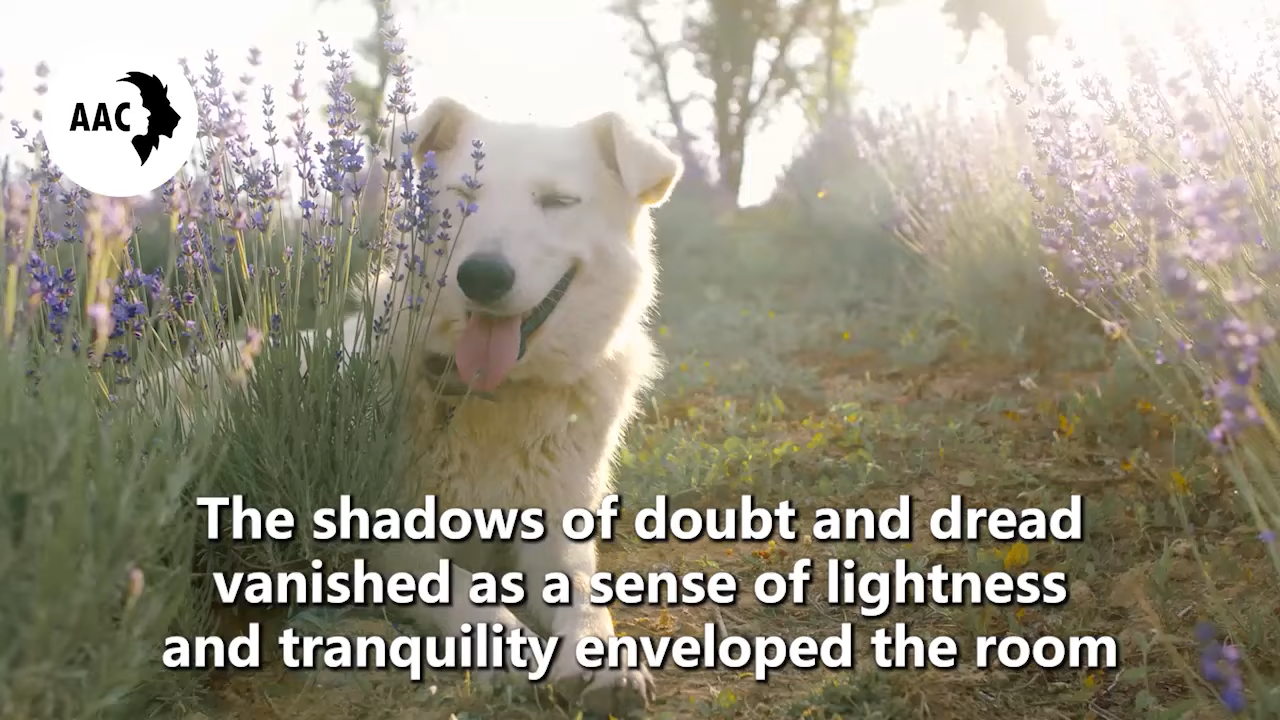 AAC
The shadows of doubt and dread
vanished as a sense of lightness
and tranquility enveloped the room